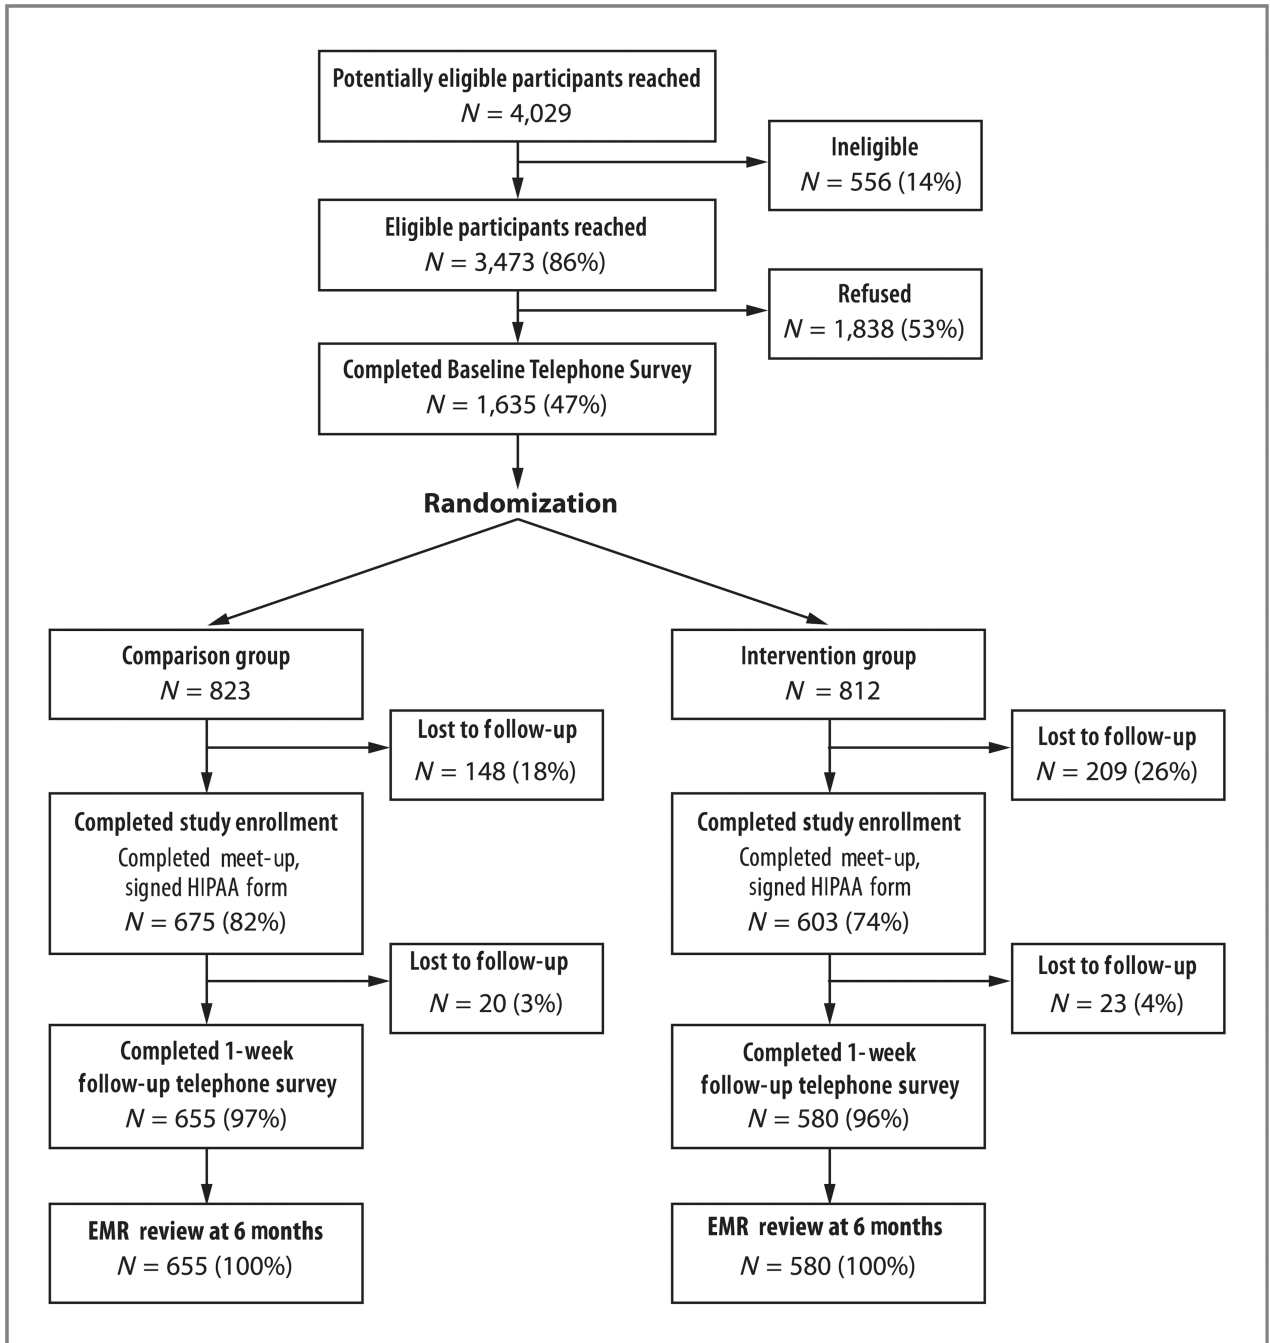 Potentially eligible participants reached
N = 4,029
Ineligible
N = 556 (14%)
Eligible participants reached
N = 3,473 (86%)
Refused
N = 1,838 (53%)
Completed Baseline Telephone Survey
N = 1,635 (47%)
Randomization
Comparison group
N = 823
Lost to follow-up
N = 148 (18%)
Completed study enrollment
Completed meet-up,
signed HIPAA form
N = 675 (82%)
Lost to follow-up
N = 20 (3%)
Completed 1-week
follow-up telephone survey
N = 655 (97%)
EMR review at 6 months
N = 655 (100%)
Intervention group
N = 812
Lost to follow-up
N = 209 (26%)
Completed study enrollment
Completed meet-up,
signed HIPAA form
N = 603 (74%)
Lost to follow-up
N = 23 (4%)
Completed 1-week
follow-up telephone survey
N = 580 (96%)
EMR review at 6 months
N = 580 (100%)